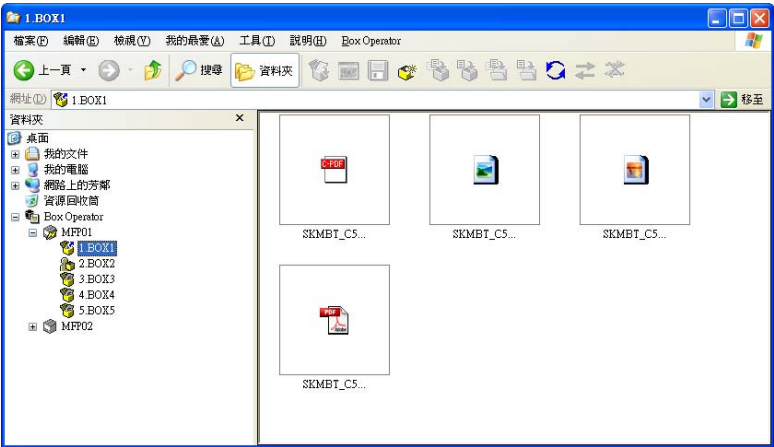 1.BOX1
檔案(F) 編輯(E) 檢視(V) 我的最愛(A) 工具(T) 說明(H) Box Operator
上一頁 搜尋 資料夾
網址(D) 1.BOX1 移至
資料夾 x
桌面
我的文件
我的電腦
網路上的芳鄰
資源回收筒
Box Operator
MFP01
1.BOX1
2.BOX2
3.BOX3
4.BOX4
5.BOX5
MFP02
C-PDF
SKMBT_C5... SKMBT_C5... SKMBT_C5...
PDF
Adobe
SKMBT_C5...